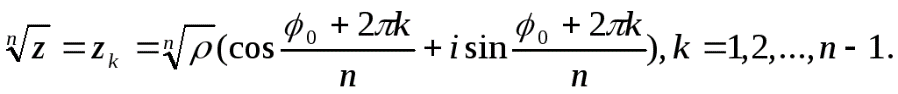 ⁿ√z = z_k = ⁿ√ρ (cos (ϕ₀ + 2πk)/n + i sin (ϕ₀ + 2πk)/n), k = 1, 2, ..., n - 1.